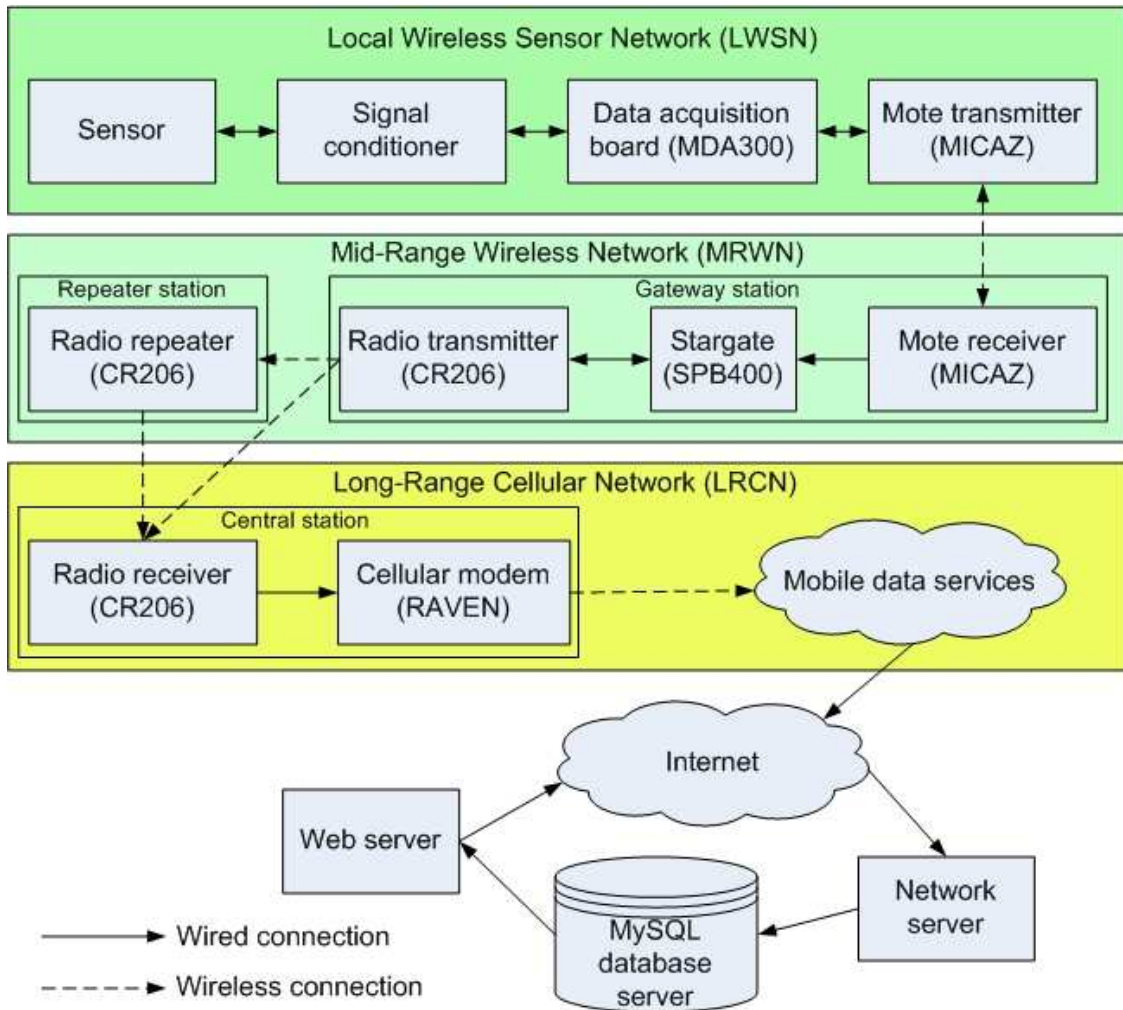 Local Wireless Sensor Network (LWSN)
Sensor
Signal
conditioner
Data acquisition
board (MDA300)
Mote transmitter
(MICAZ)
Mid-Range Wireless Network (MRWN)
Repeater station
Gateway station
Radio repeater
(CR206)
Radio transmitter
(CR206)
Stargate
(SPB400)
Mote receiver
(MICAZ)
Long-Range Cellular Network (LRCN)
Central station
Radio receiver
(CR206)
Cellular modem
(RAVEN)
Mobile data services
Internet
Web server
MySQL
database
server
Network
server
Wired connection
Wireless connection